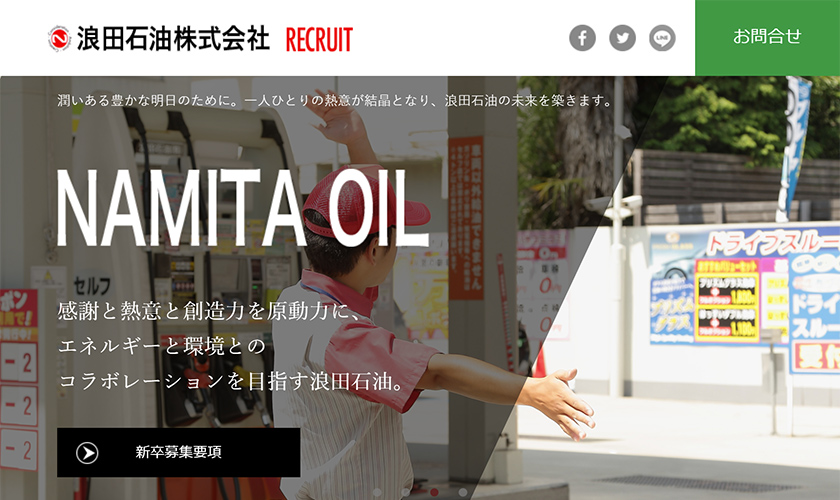 浪田石油株式会社 RECRUIT
LINE
お問合せ
潤いある豊かな明日のために。一人ひとりの熱意が結晶となり、浪田石油の未来を築きます。
NAMITA OIL
セルフ
ドライブスルー
感謝と熱意と創造力を原動力に、
エネルギーと環境との
コラボレーションを目指す浪田石油。
新卒募集要項